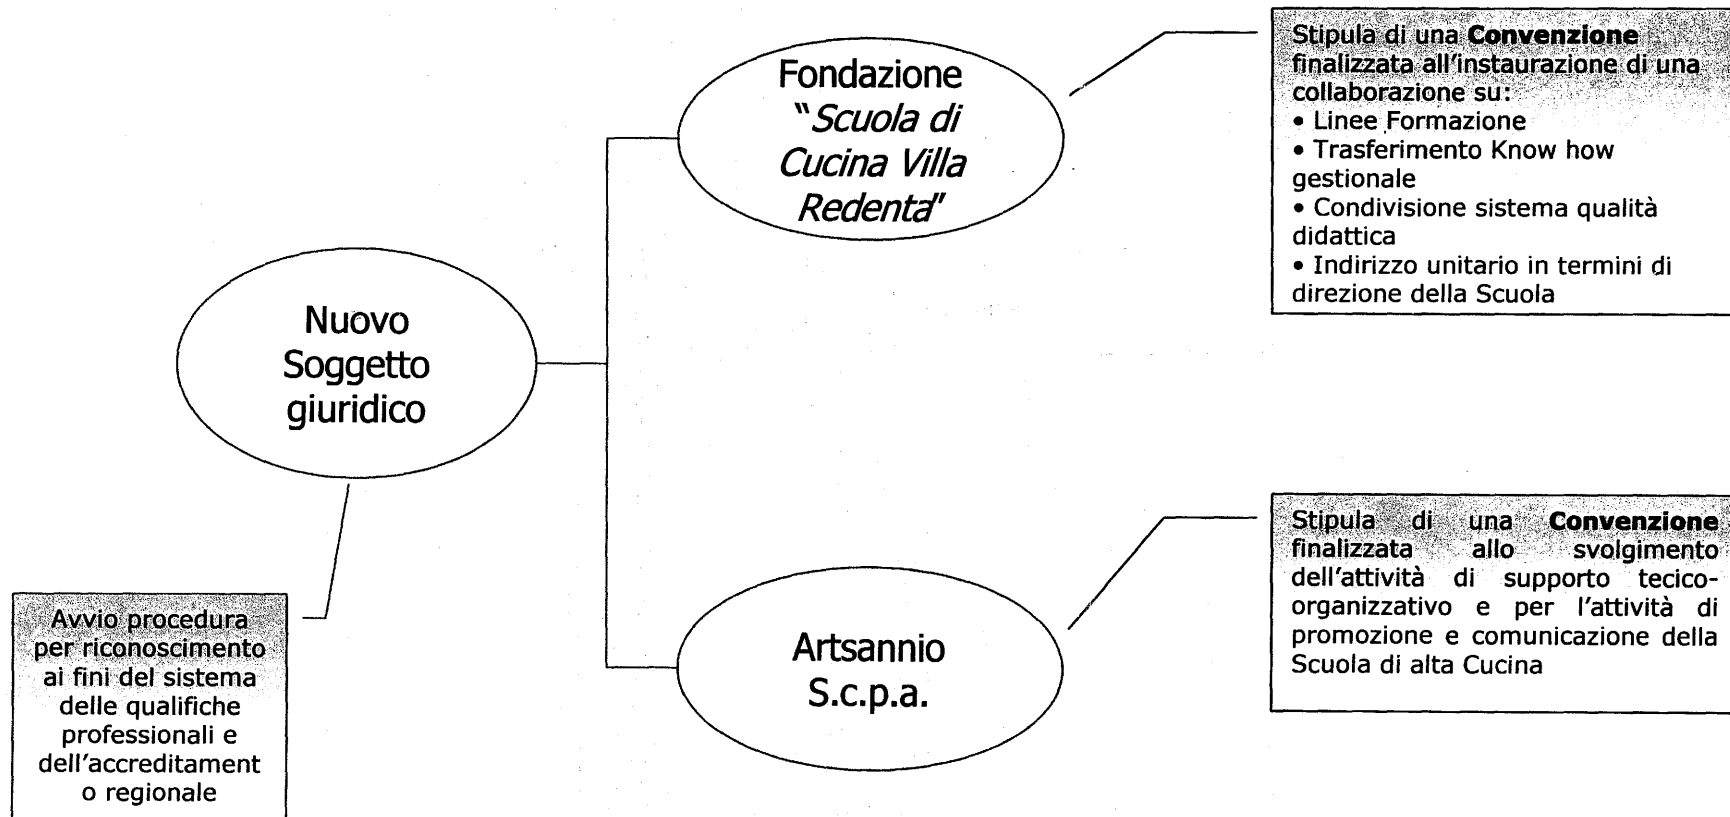 Fondazione
"Scuola di
Cucina Villa
Redenta"
Stipula di una Convenzione
finalizzata all'instaurazione di una
collaborazione su:
• Linee Formazione
• Trasferimento Know how
gestionale
• Condivisione sistema qualità
didattica
• Indirizzo unitario in termini di
direzione della Scuola
Nuovo
Soggetto
giuridico
Avvio procedura
per riconoscimento
ai fini del sistema
delle qualifiche
professionali e
dell'accreditament
o regionale
Artsannio
S.c.p.a.
Stipula di una Convenzione
finalizzata allo svolgimento
dell'attività di supporto tecico-
organizzativo e per l'attività di
promozione e comunicazione della
Scuola di alta Cucina